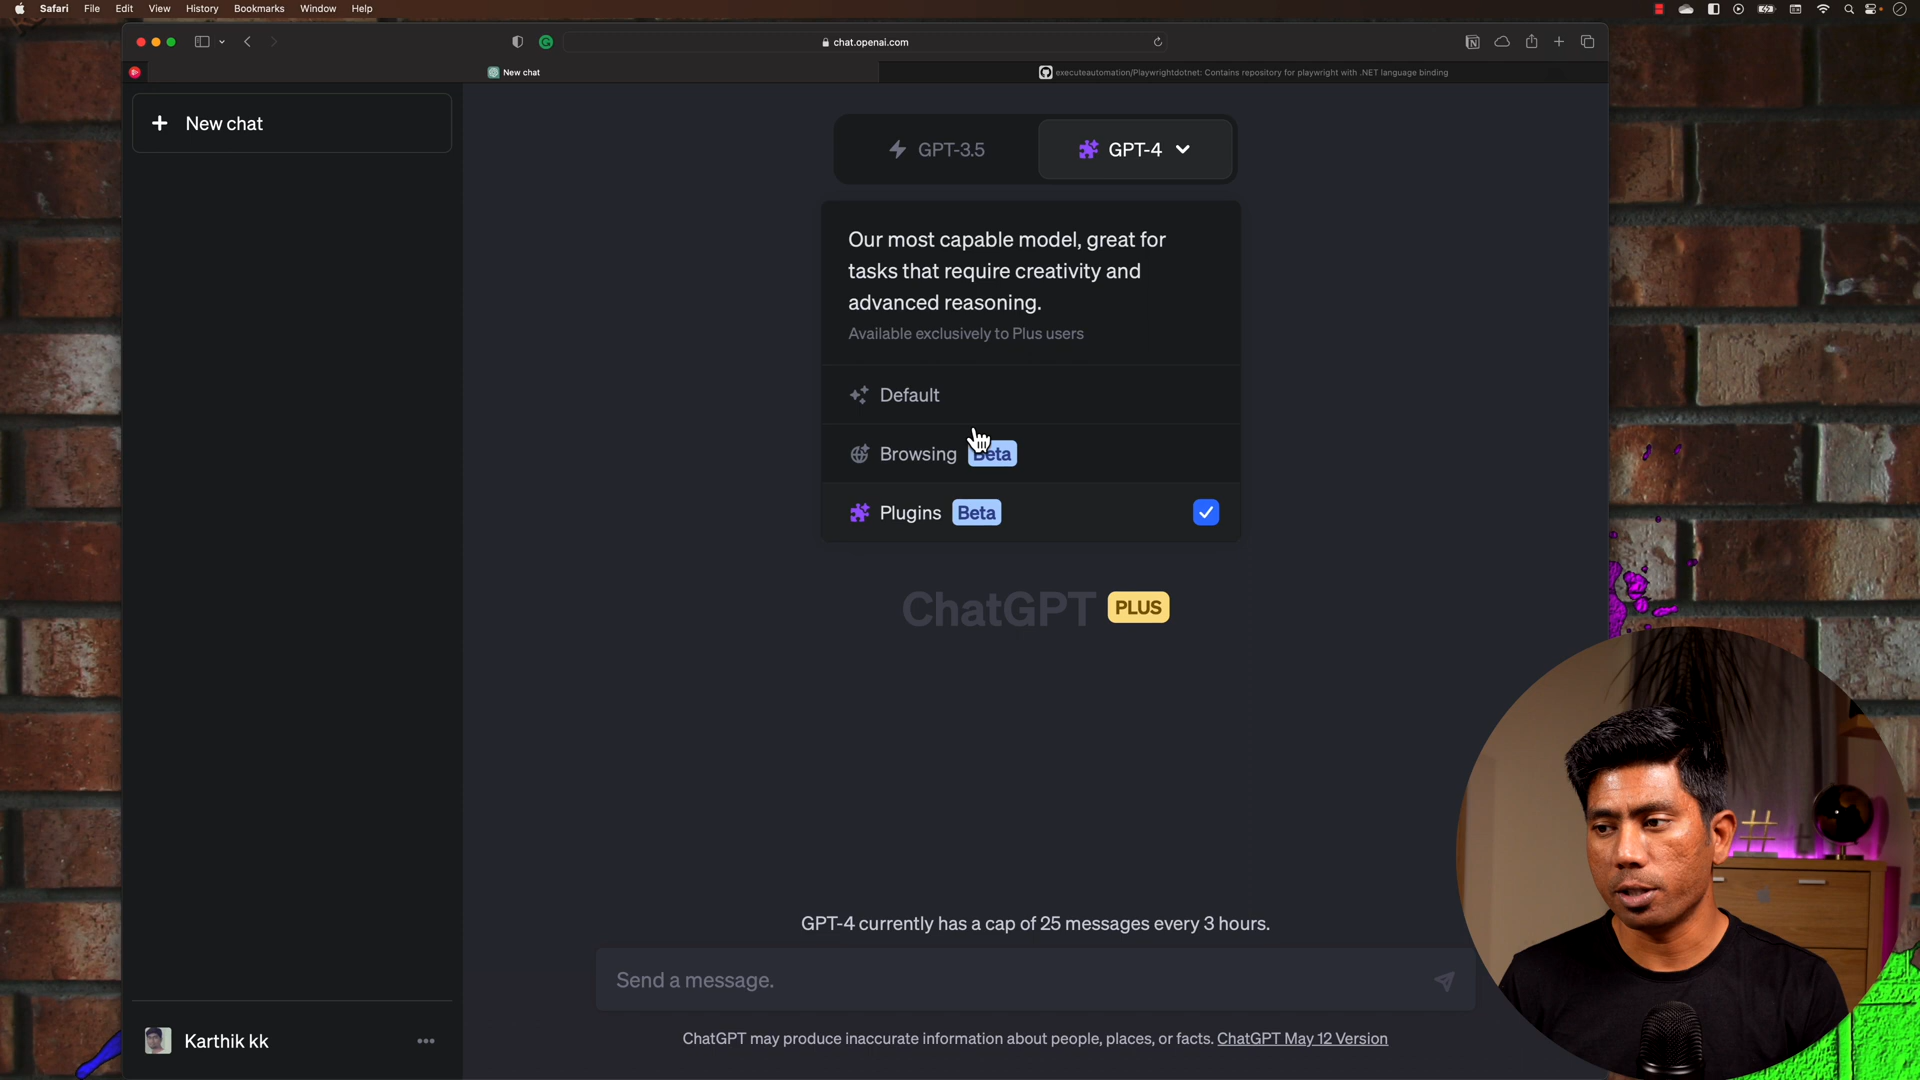 Safari File Edit View History Bookmarks Window Help
chat.openai.com
New chat
executeautomation/Playwrightdotnet: Contains repository for playwright with .NET language binding
+ New chat
GPT-3.5
GPT-4
Our most capable model, great for
tasks that require creativity and
advanced reasoning.
Available exclusively to Plus users
Default
Browsing Beta
Plugins Beta
ChatGPT PLUS
GPT-4 currently has a cap of 25 messages every 3 hours.
Send a message.
Karthik kk
ChatGPT may produce inaccurate information about people, places, or facts. ChatGPT May 12 Version